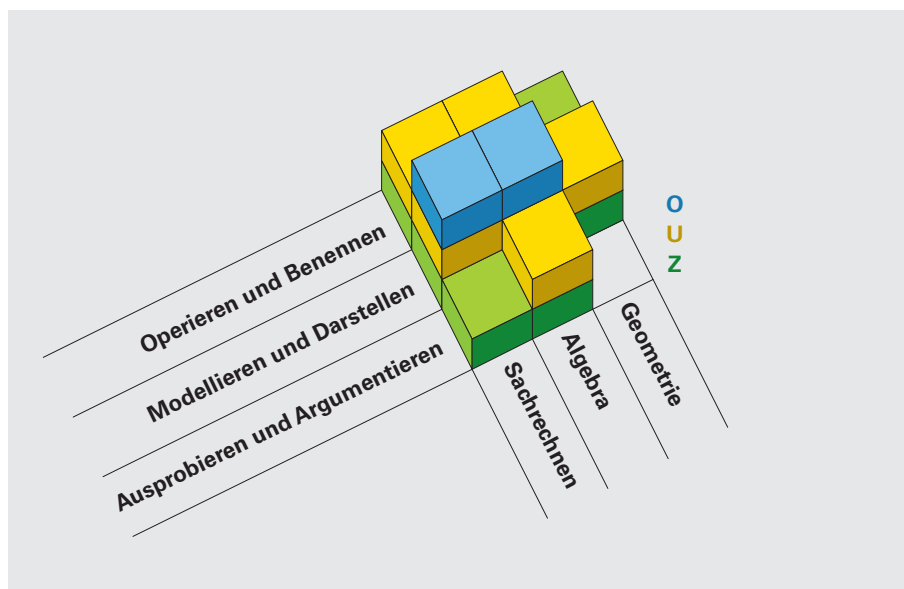 O
U
Z
Operieren und Benennen
Modellieren und Darstellen
Ausprobieren und Argumentieren
Sachrechnen
Algebra
Geometrie